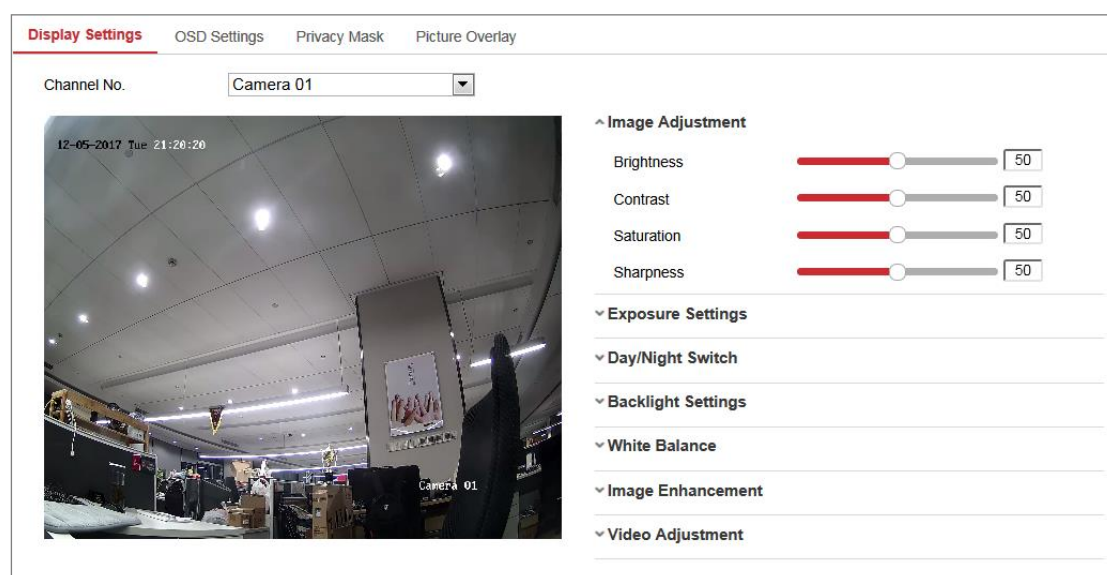 Display Settings OSD Settings Privacy Mask Picture Overlay
Channel No. Camera 01
12-05-2017 Tue 21:20:20
Camera 01
Image Adjustment
Brightness 50
Contrast 50
Saturation 50
Sharpness 50
Exposure Settings
Day/Night Switch
Backlight Settings
White Balance
Image Enhancement
Video Adjustment